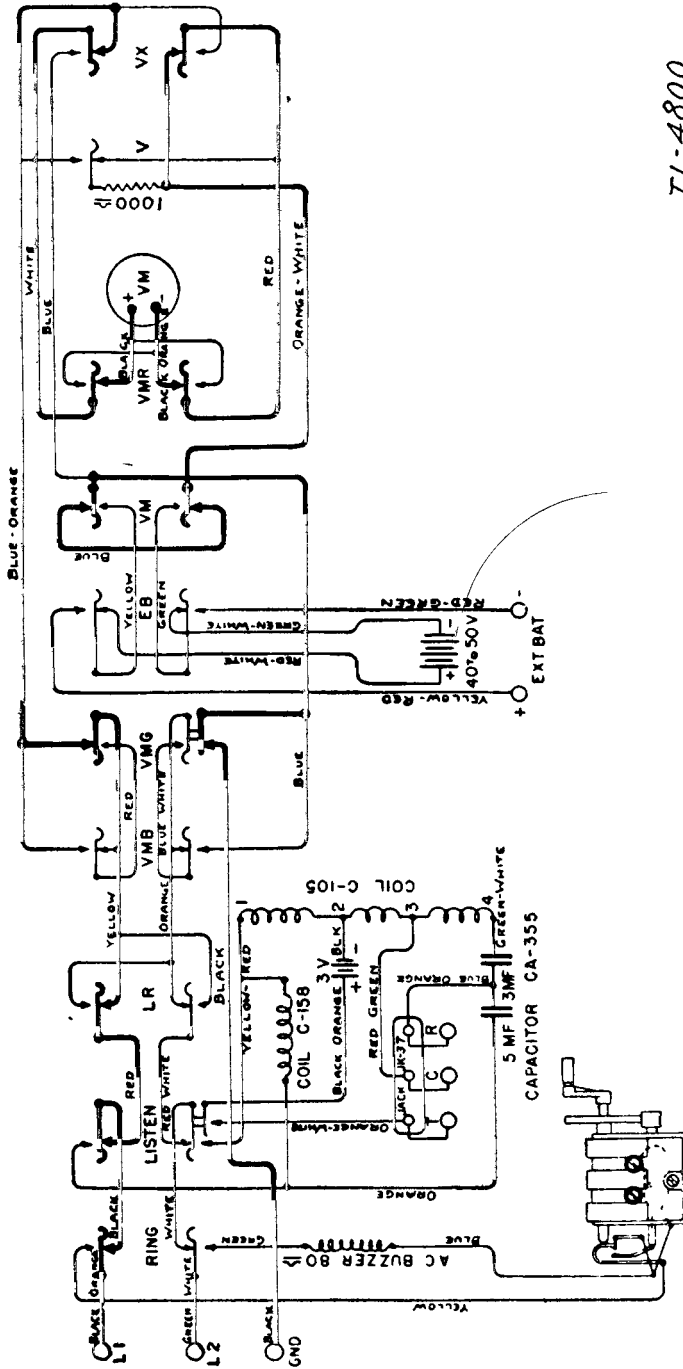 TL-4800
BLUE-ORANGE
WHITE
BLUE
RED
ORANGE-WHITE
VX
V
1000
VM
+
-
BLACK
BLACK ORANGE
VMR
VM
BLUE
YELLOW
EB
GREEN
GREEN-WHITE
RED-WHITE
RED-GREEN
YELLOW-RED
40 TO 50 V
+ -
+ EXT BAT -
VMG
RED
BLUE WHITE
VMB
BLUE
YELLOW
ORANGE
LR
BLACK
RED
RED WHITE
LISTEN
BLACK
WHITE
RING
BLACK ORANGE
GREEN WHITE
BLACK
L1
L2
GND
YELLOW-RED
COIL C-158
COIL C-105
1
2
3
4
BLK
3V
+ -
BLACK ORANGE
RED GREEN
BLUE ORANGE
GREEN-WHITE
ORANGE-WHITE
JACK JK-37
T C R
5 MF 3MF
CAPACITOR CA-355
ORANGE
GREEN
AC BUZZER 80
BLUE
YELLOW